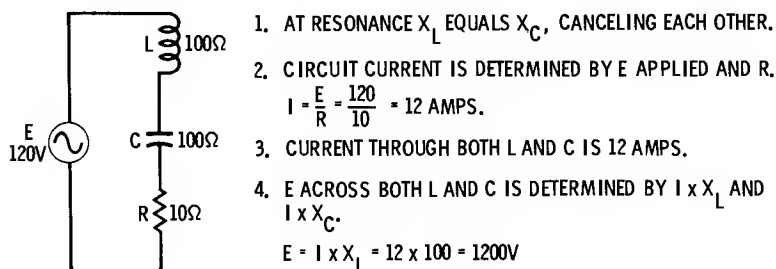 L 100Ω
E
120V
C 100Ω
R 10Ω
1. AT RESONANCE X_L EQUALS X_C, CANCELING EACH OTHER.
2. CIRCUIT CURRENT IS DETERMINED BY E APPLIED AND R.
I = E/R = 120/10 = 12 AMPS.
3. CURRENT THROUGH BOTH L AND C IS 12 AMPS.
4. E ACROSS BOTH L AND C IS DETERMINED BY I x X_L AND
I x X_C.
E = I x X_L = 12 x 100 = 1200V